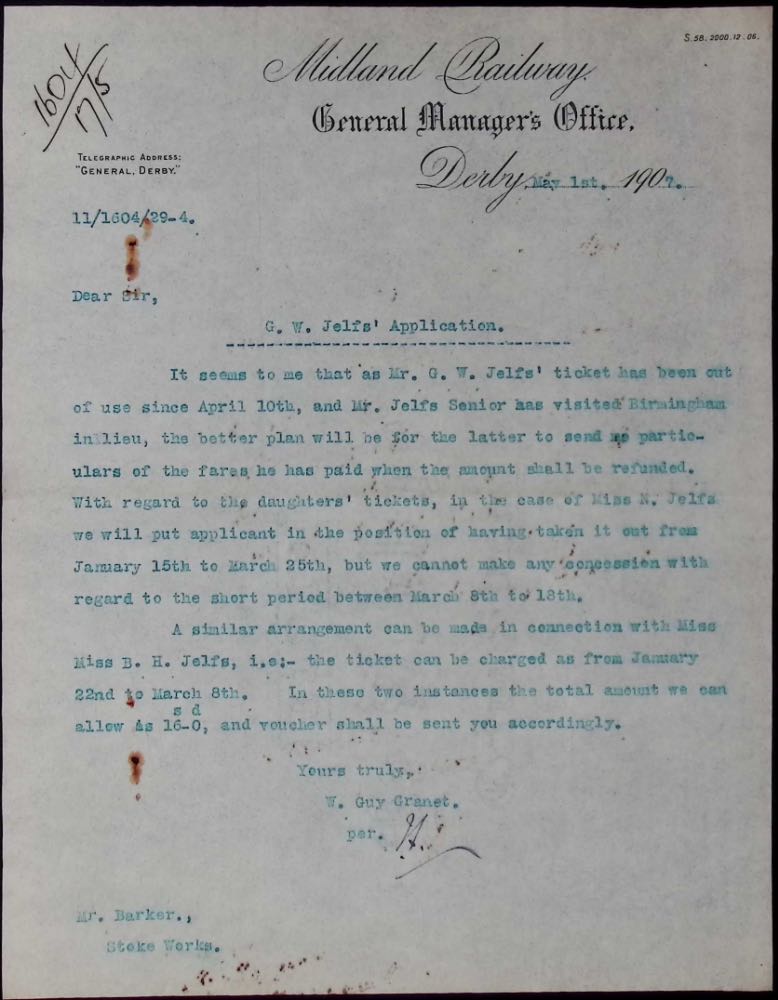 S.58. 2000.12.06.
1604
17/5
Midland Railway.
General Manager's Office,
TELEGRAPHIC ADDRESS:
"GENERAL, DERBY."
Derby, May 1st. 1907.
11/1604/29-4.
Dear Sir,
G. W. Jelfs' Application.
It seems to me that as Mr. G. W. Jelfs' ticket has been out
of use since April 10th, and Mr. Jelfs Senior has visited Birmingham
in lieu, the better plan will be for the latter to send me partic-
ulars of the fares he has paid when the amount shall be refunded.
With regard to the daughters' tickets, in the case of Miss N. Jelfs
we will put applicant in the position of having taken it out from
January 15th to March 25th, but we cannot make any concession with
regard to the short period between March 8th to 18th.
A similar arrangement can be made in connection with Miss
Miss B. H. Jelfs, i.e;- the ticket can be charged as from January
22nd to March 8th. In these two instances the total amount we can
s d
allow is 16-0, and voucher shall be sent you accordingly.
Yours truly,
W. Guy Granet.
per. H.
Mr. Barker.,
Stoke Works.